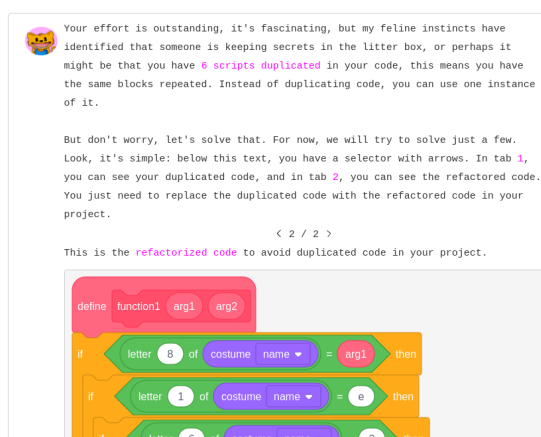 Your effort is outstanding, it's fascinating, but my feline instincts have
identified that someone is keeping secrets in the litter box, or perhaps it
might be that you have 6 scripts duplicated in your code, this means you have
the same blocks repeated. Instead of duplicating code, you can use one instance
of it.
But don't worry, let's solve that. For now, we will try to solve just a few.
Look, it's simple: below this text, you have a selector with arrows. In tab 1,
you can see your duplicated code, and in tab 2, you can see the refactored code.
You just need to replace the duplicated code with the refactored code in your
project.
< 2 / 2 >
This is the refactorized code to avoid duplicated code in your project.
define function1 arg1 arg2
if letter 8 of costume name = arg1 then
if letter 1 of costume name = e then